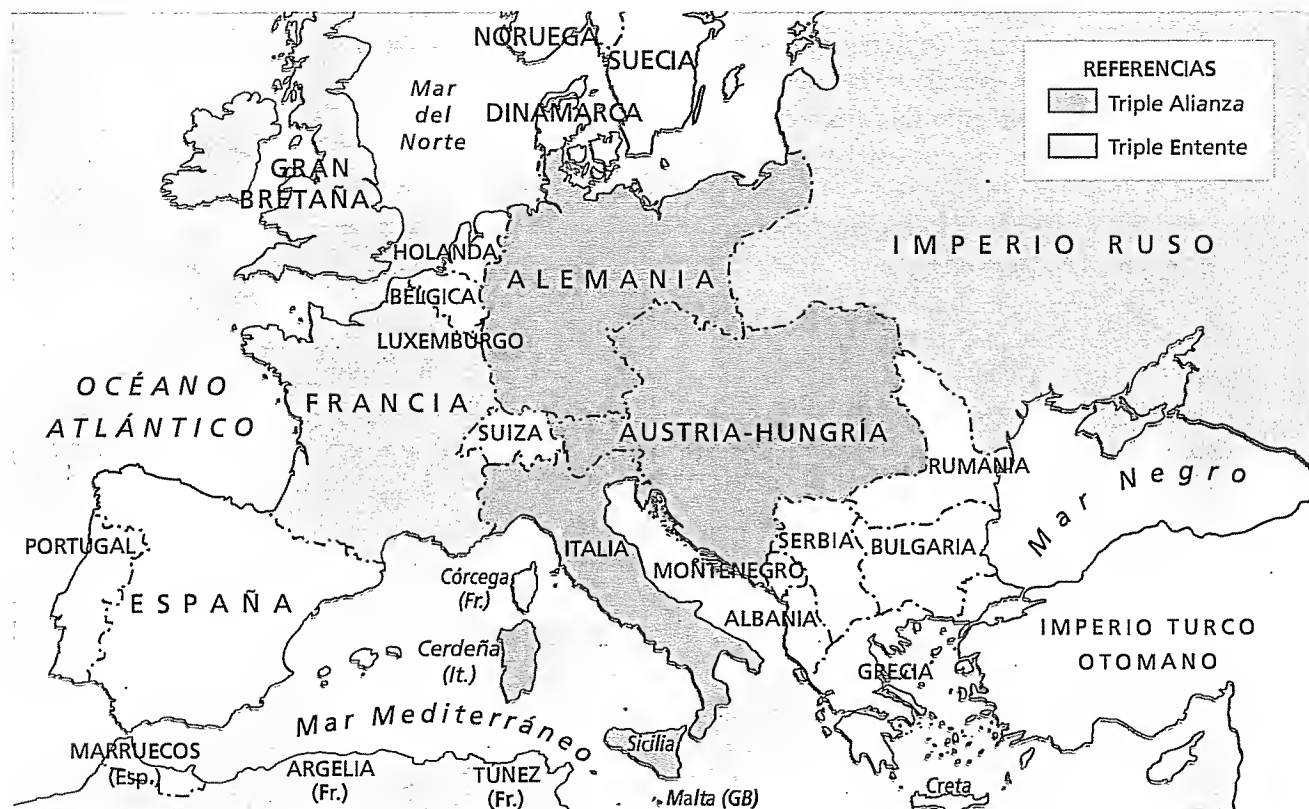 NORUEGA
SUECIA
Mar
del
Norte
DINAMARCA
REFERENCIAS
Triple Alianza
Triple Entente
GRAN
BRETAÑA
HOLANDA
ALEMANIA
IMPERIO RUSO
BÉLGICA
LUXEMBURGO
OCÉANO
ATLÁNTICO
FRANCIA
SUIZA
AUSTRIA-HUNGRÍA
RUMANIA
Mar Negro
PORTUGAL
ESPAÑA
Córcega
(Fr.)
ITALIA
SERBIA
BULGARIA
MONTENEGRO
ALBANIA
Cerdeña
(It.)
IMPERIO TURCO
OTOMANO
GRECIA
Mar Mediterráneo
Sicilia
MARRUECOS
(Esp.)
ARGELIA
(Fr.)
TÚNEZ
(Fr.)
Malta (GB)
Creta